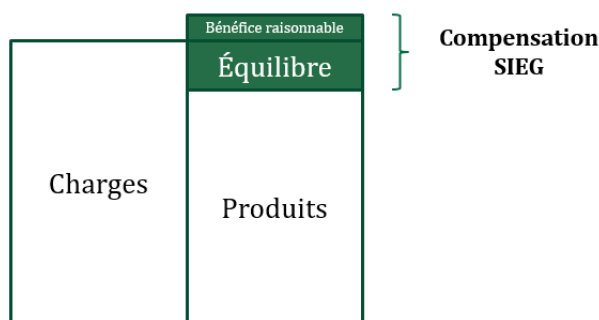 Bénéfice raisonnable
Équilibre
Compensation
SIEG
Charges
Produits